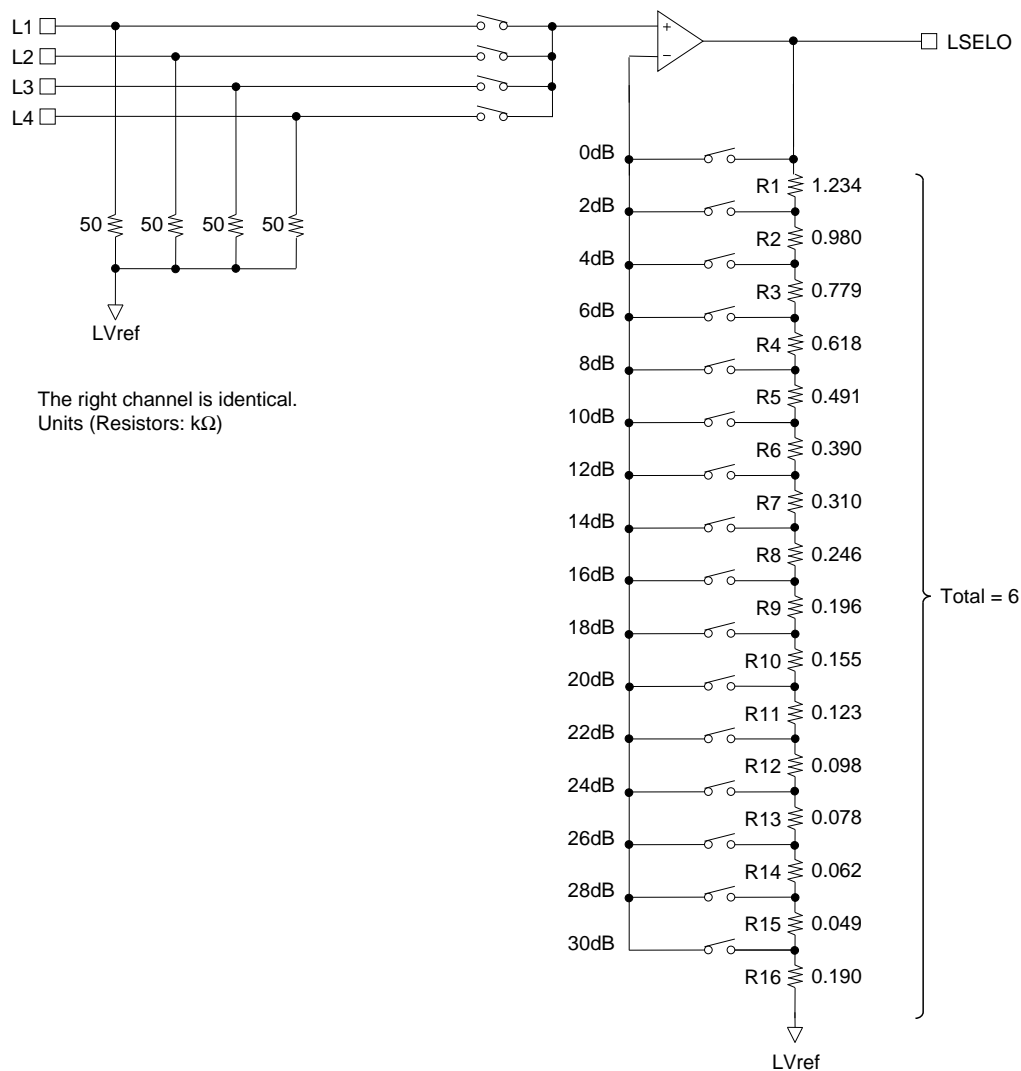 L1
LSELO
L2
L3
L4
+
−
0dB
R1 1.234
2dB
R2 0.980
50 50 50 50
4dB
R3 0.779
6dB
LVref
R4 0.618
8dB
The right channel is identical.
R5 0.491
Units (Resistors: kΩ)
10dB
R6 0.390
12dB
R7 0.310
14dB
R8 0.246
16dB
R9 0.196
Total = 6
18dB
R10 0.155
20dB
R11 0.123
22dB
R12 0.098
24dB
R13 0.078
26dB
R14 0.062
28dB
R15 0.049
30dB
R16 0.190
LVref